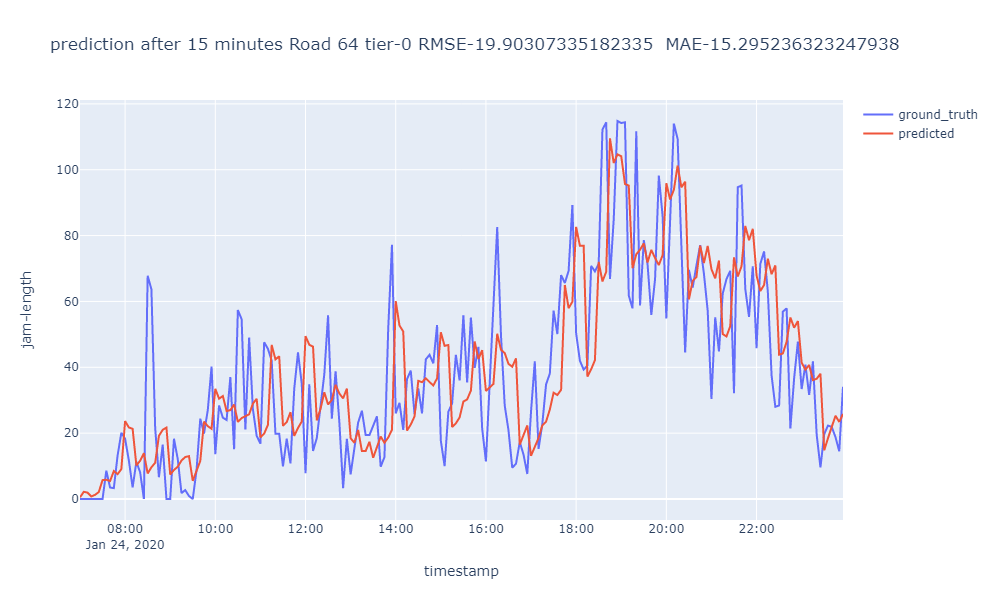 prediction after 15 minutes Road 64 tier-0 RMSE-19.90307335182335  MAE-15.295236323247938
ground_truth
predicted
120
100
80
60
40
20
0
jam-length
08:00 10:00 12:00 14:00 16:00 18:00 20:00 22:00
Jan 24, 2020
timestamp